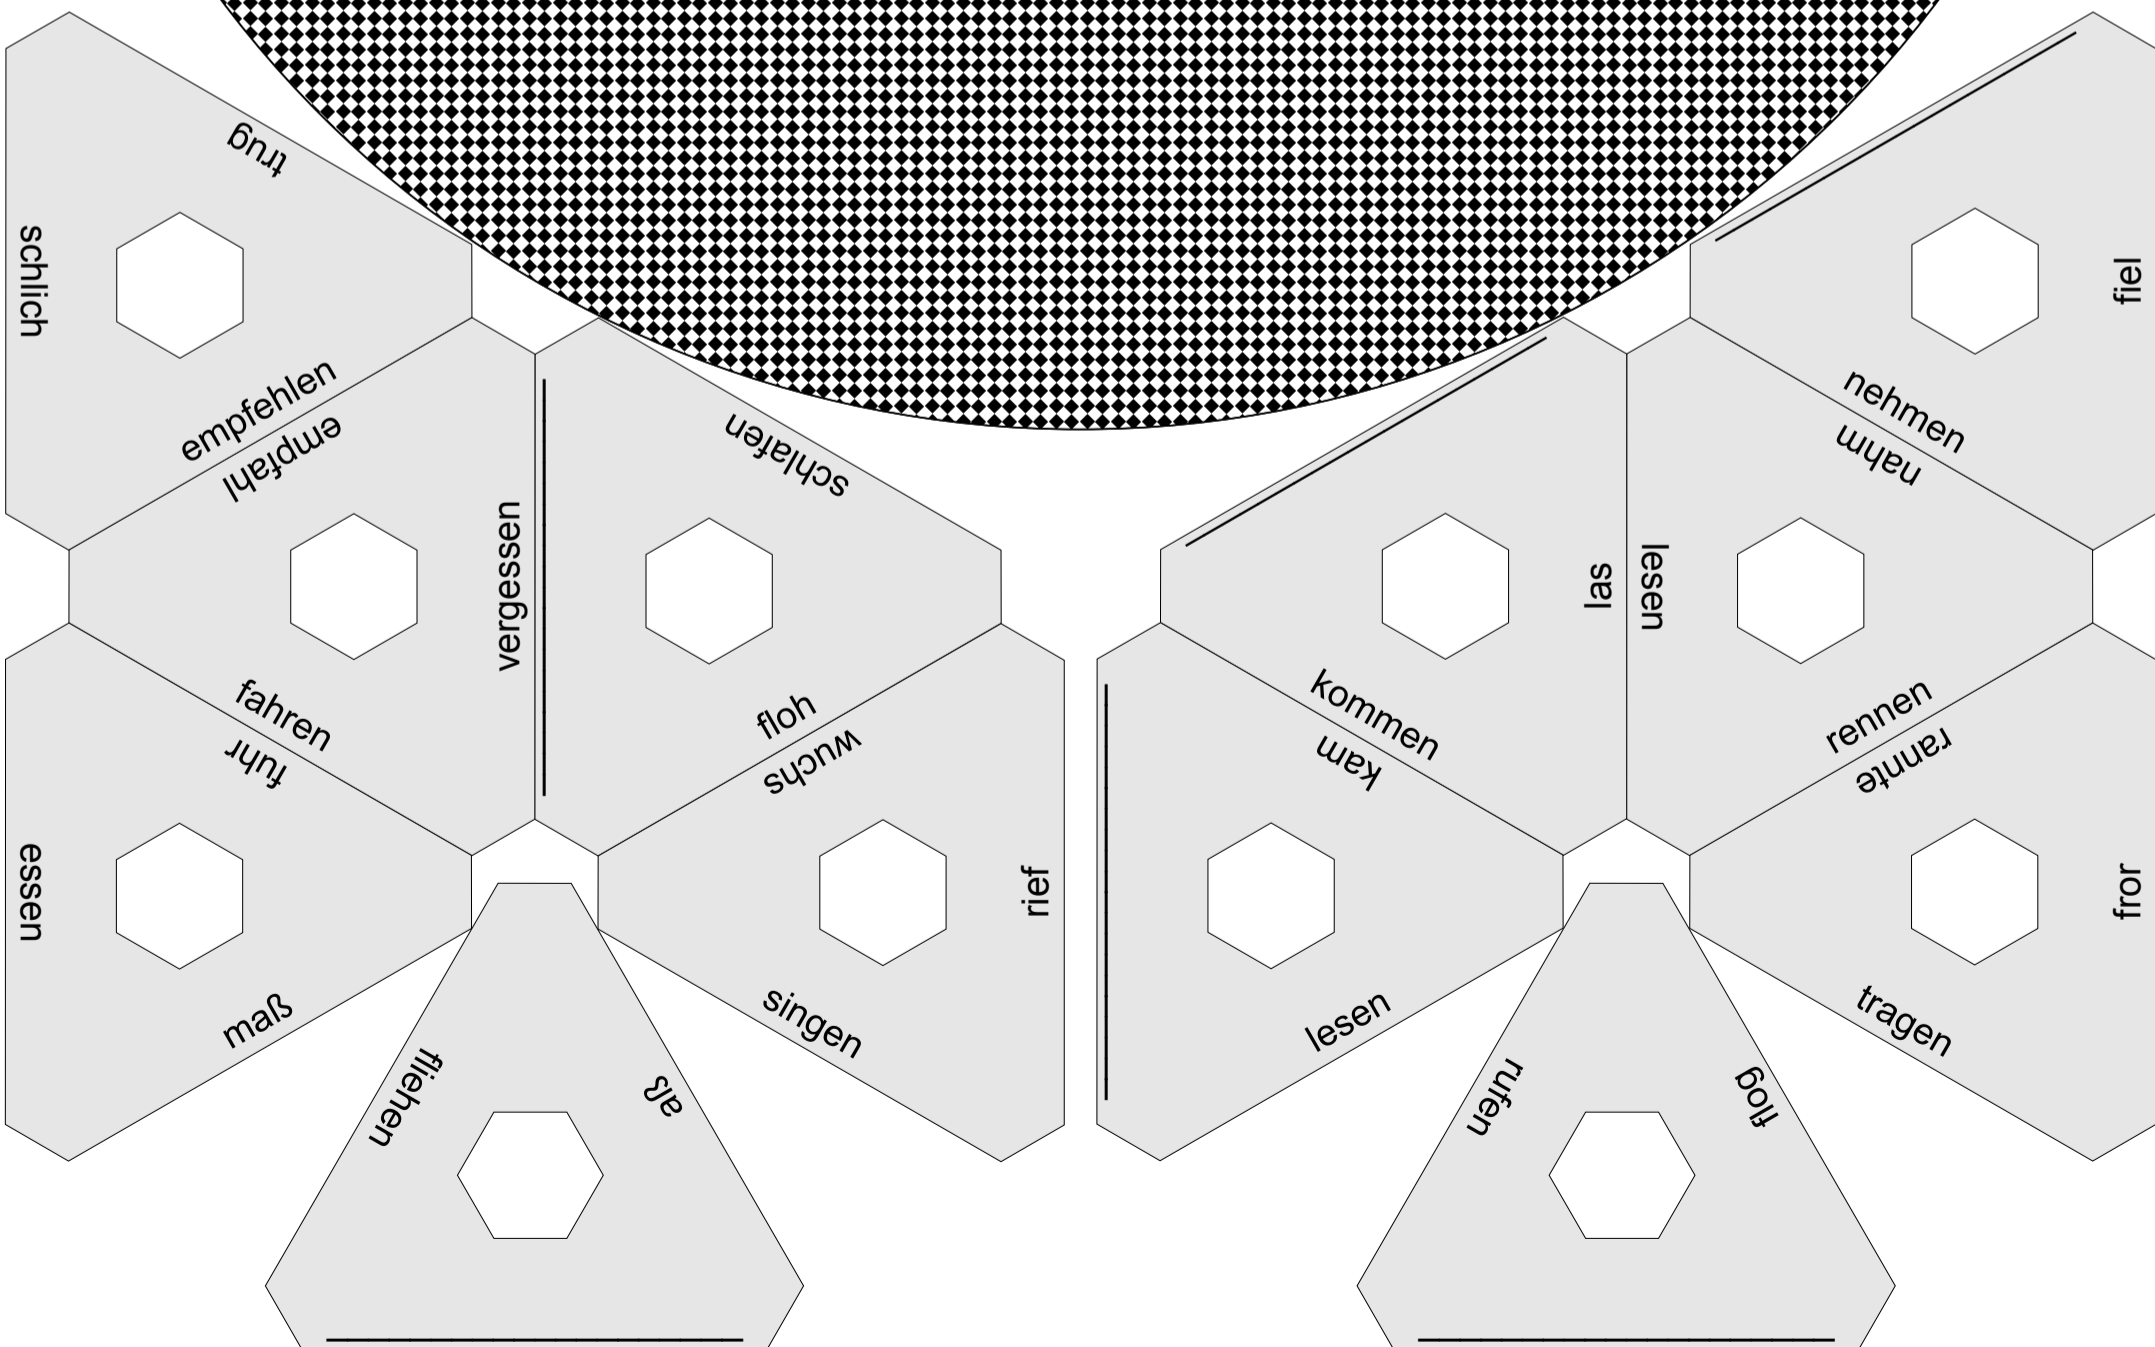 trug
schlich
empfehlen
empfahl
vergessen
fahren
schlafen
floh
fuhr
essen
maß
wuchs
rief
singen
fliehen
aß
fiel
nehmen
nahm
las
lesen
kommen
rennen
kam
lesen
rannte
fror
tragen
rufen
flog